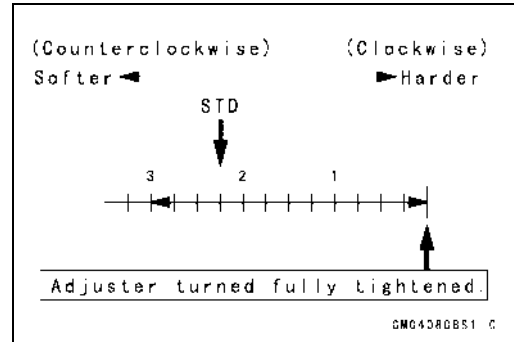 (Counterclockwise) (Clockwise)
Softer Harder
STD
3 2 1
Adjuster turned fully tightened.
GM04080BS1 C